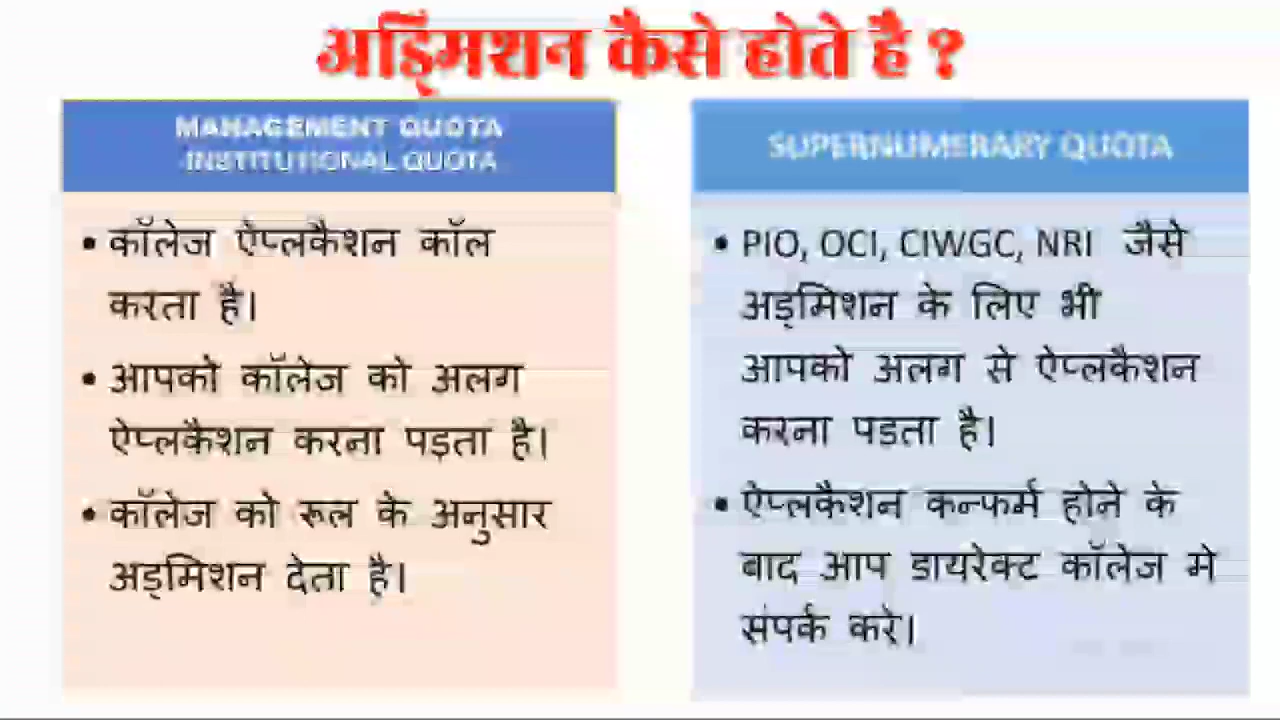 अड्मिशन कैसे होते है ?
MANAGEMENT QUOTA
INSTITUTIONAL QUOTA
• कॉलेज ऐप्लकैशन कॉल
करता है।
• आपको कॉलेज को अलग
ऐप्लकैशन करना पड़ता है।
• कॉलेज को रूल के अनुसार
अड्मिशन देता है।
SUPERNUMERARY QUOTA
• PIO, OCI, CIWGC, NRI जैसे
अड्मिशन के लिए भी
आपको अलग से ऐप्लकैशन
करना पडता है।
• ऐप्लकैशन कन्फर्म होने के
बाद आप डायरेक्ट कॉलेज मे
संपर्क करे।